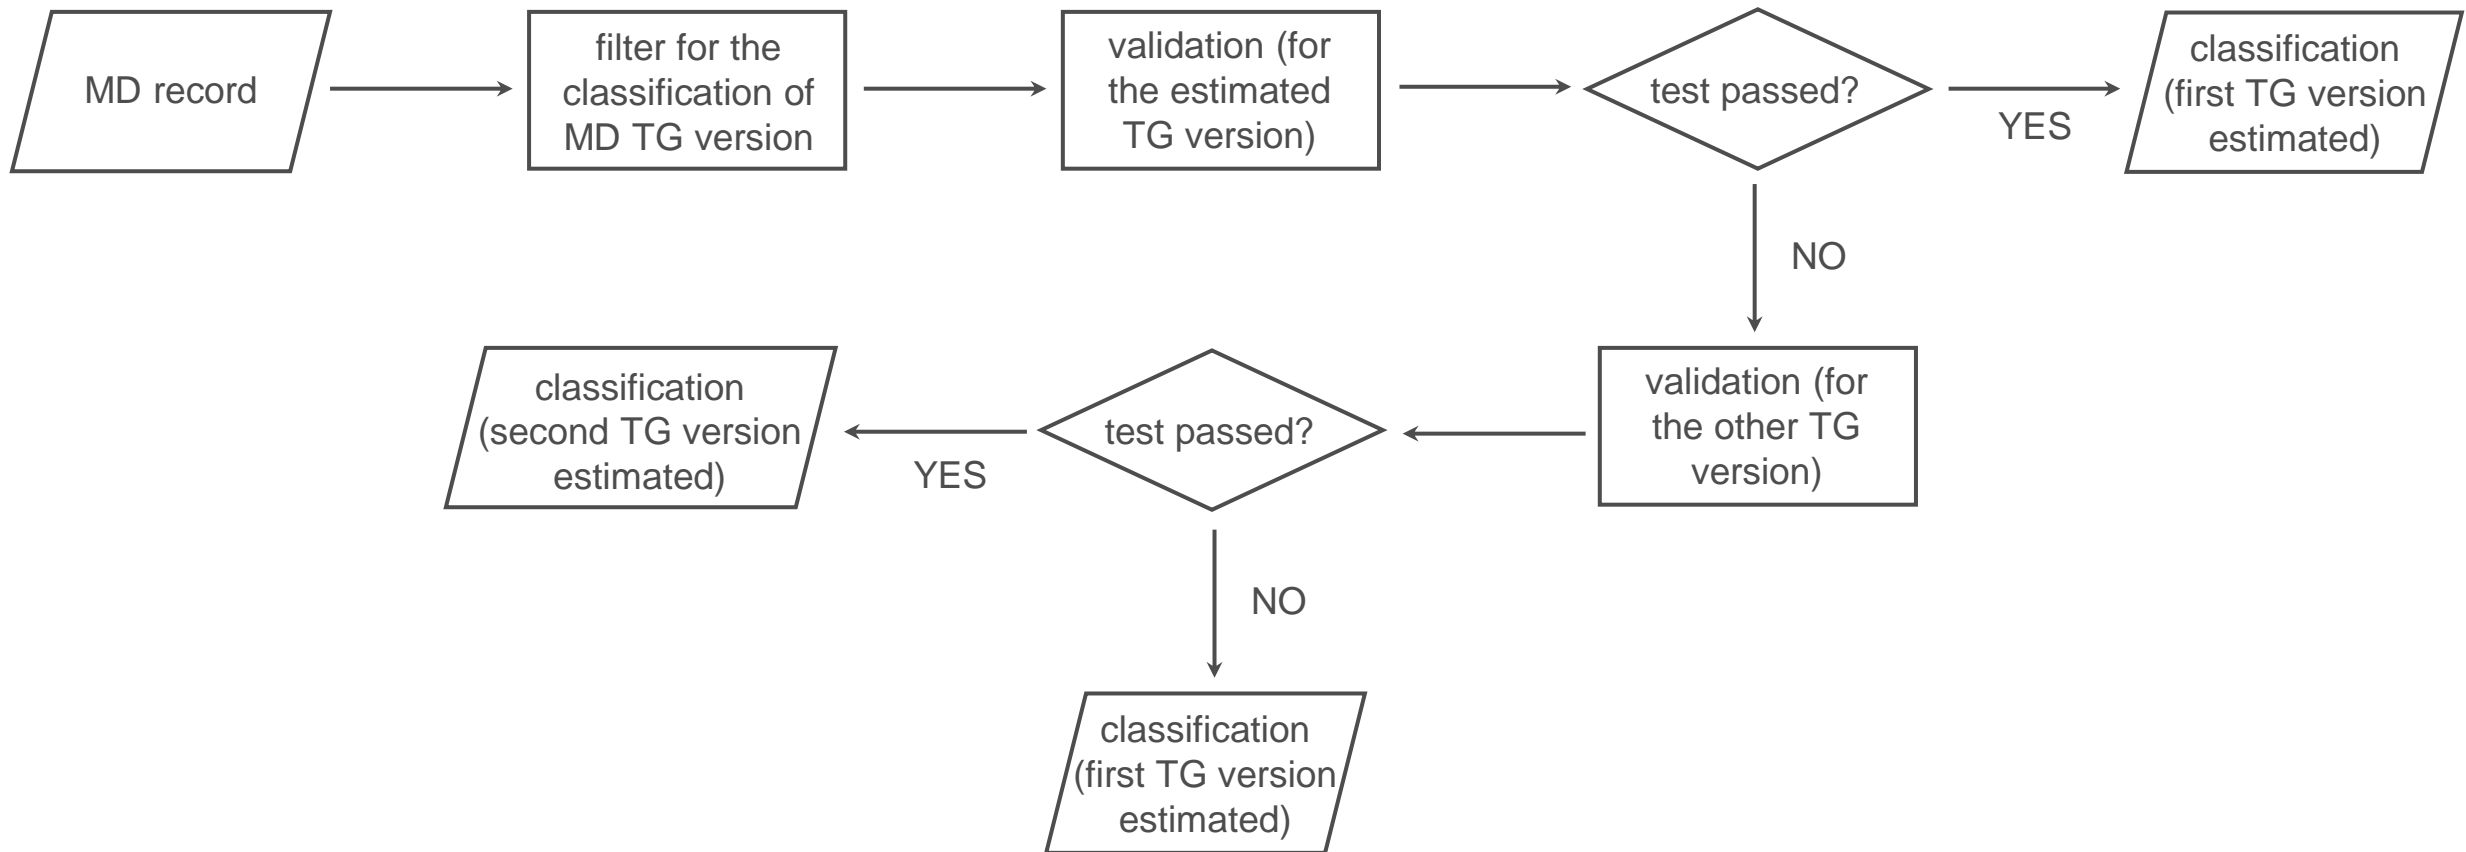 MD record
filter for the
classification of
MD TG version
validation (for
the estimated
TG version)
test passed?
YES
classification
(first TG version
estimated)
NO
validation (for
the other TG
version)
test passed?
YES
classification
(second TG version
estimated)
NO
classification
(first TG version
estimated)